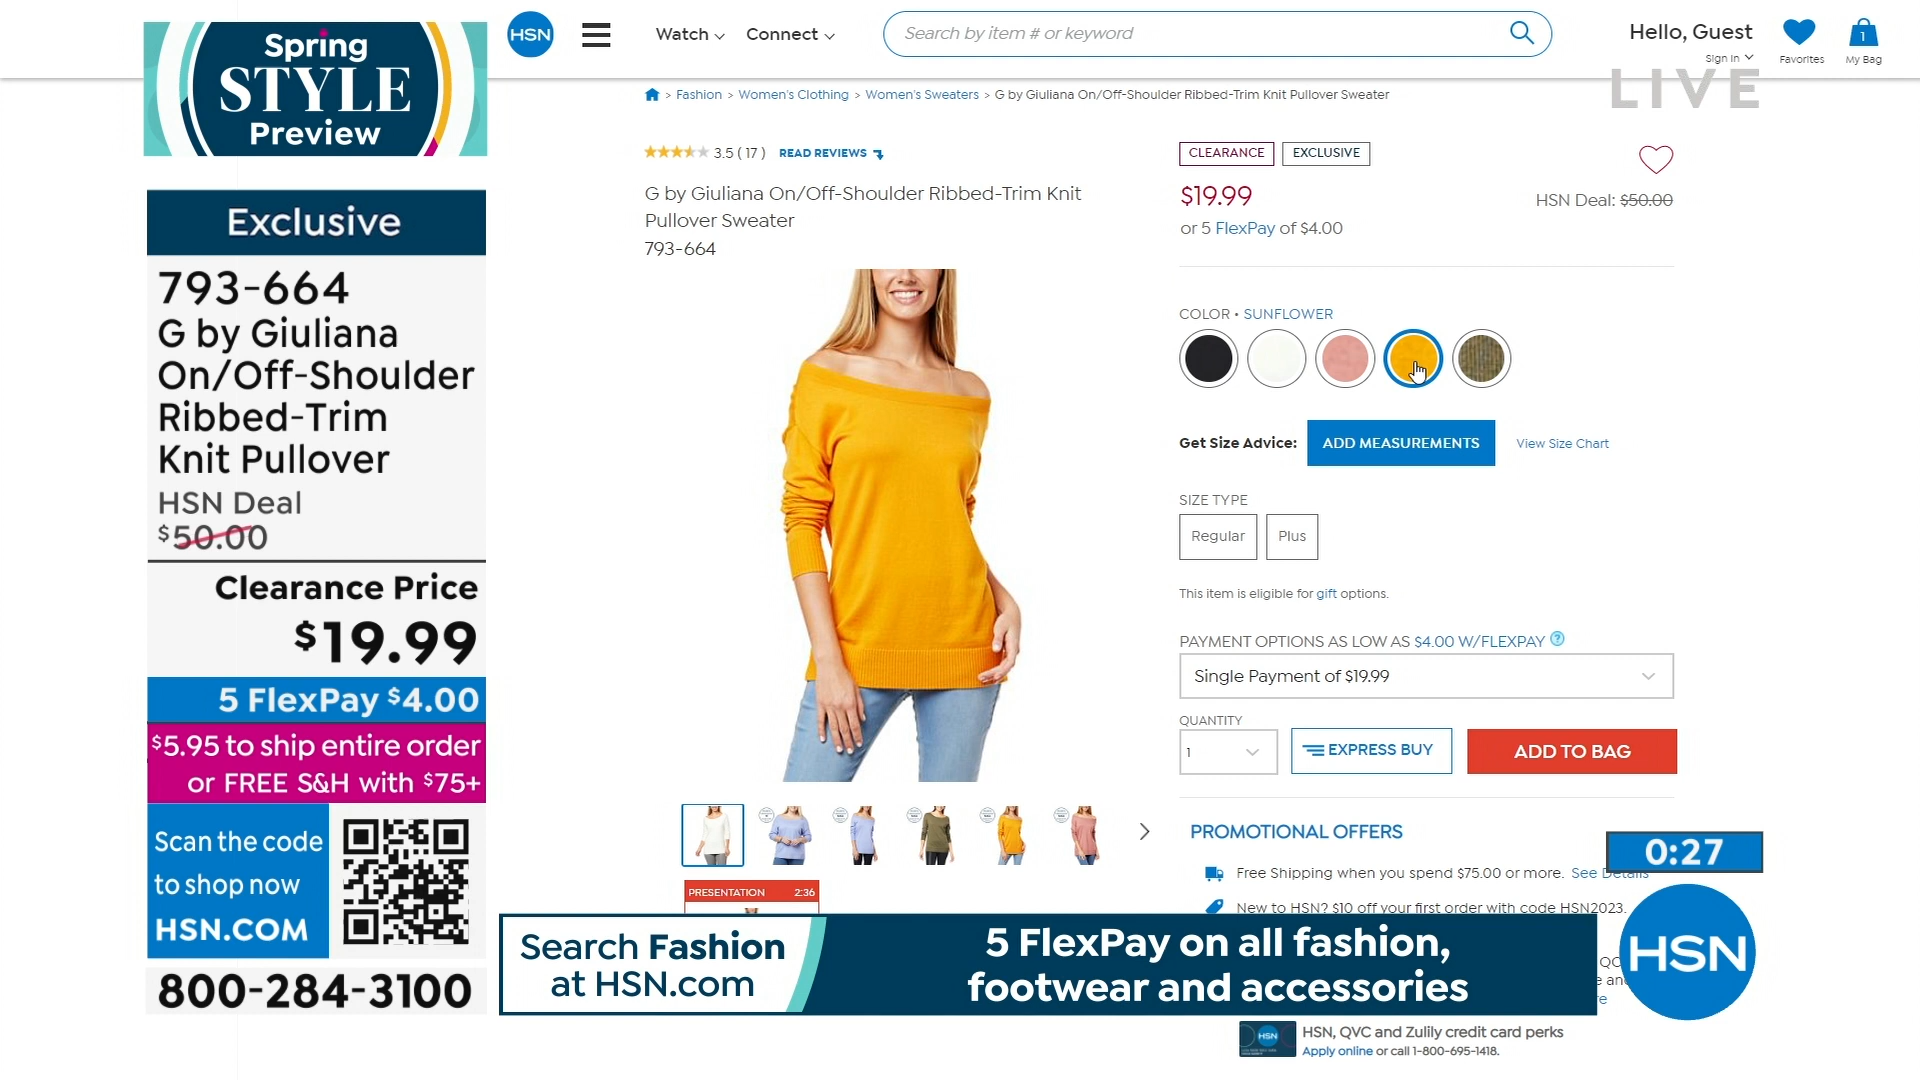 Spring
STYLE
Preview
Exclusive
793-664
G by Giuliana
On/Off-Shoulder
Ribbed-Trim
Knit Pullover
HSN Deal
$50.00
Clearance Price
$19.99
5 FlexPay $4.00
$5.95 to ship entire order
or FREE S&H with $75+
Scan the code
to shop now
HSN.COM
800-284-3100
HSN
Watch
Connect
Search by item # or keyword
Hello, Guest
Sign In
Favorites
1
My Bag
LIVE
> Fashion > Women's Clothing > Women's Sweaters > G by Giuliana On/Off-Shoulder Ribbed-Trim Knit Pullover Sweater
3.5 ( 17 ) READ REVIEWS
G by Giuliana On/Off-Shoulder Ribbed-Trim Knit
Pullover Sweater
793-664
PRESENTATION 2:36
CLEARANCE
EXCLUSIVE
$19.99
HSN Deal: $50.00
or 5 FlexPay of $4.00
COLOR • SUNFLOWER
Get Size Advice: ADD MEASUREMENTS View Size Chart
SIZE TYPE
Regular Plus
This item is eligible for gift options.
PAYMENT OPTIONS AS LOW AS $4.00 W/FLEXPAY ?
Single Payment of $19.99
QUANTITY
1
EXPRESS BUY
ADD TO BAG
PROMOTIONAL OFFERS
0:27
Free Shipping when you spend $75.00 or more. See Details
New to HSN? $10 off your first order with code HSN2023.
Search Fashion
at HSN.com
5 FlexPay on all fashion,
footwear and accessories
HSN
HSN
HSN, QVC and Zulily credit card perks
Apply online or call 1-800-695-1418.